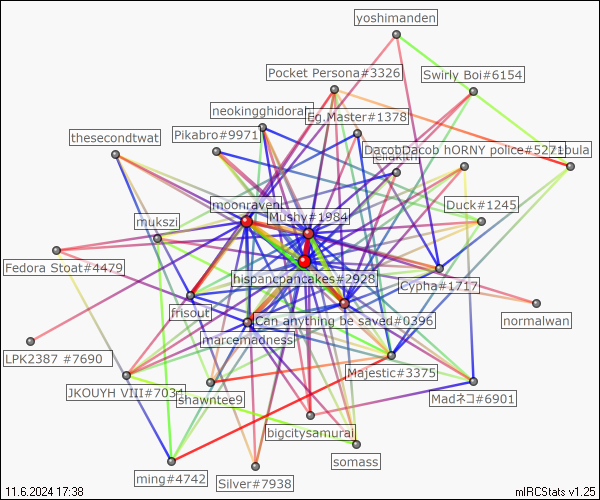 yoshimanden
Pocket Persona#3326
Swirly Boi#6154
neokingghidorah
Eg.Master#1378
thesecondtwat
Pikabro#9971
DacobDacob hORNY police#5271
bula
moonraven
Duck#1245
Mushy#1984
mukszi
Fedora Stoat#4479
hispancpancakes#2928
Cypha#1717
frisout
Can anything be saved#0396
normalwan
marcemadness
LPK2387 #7690
Majestic#3375
JKOUYH VIII#7034
shawntee9
Madネコ#6901
bigcitysamurai
somass
ming#4742
Silver#7938
11.6.2024 17:38
mIRCStats v1.25